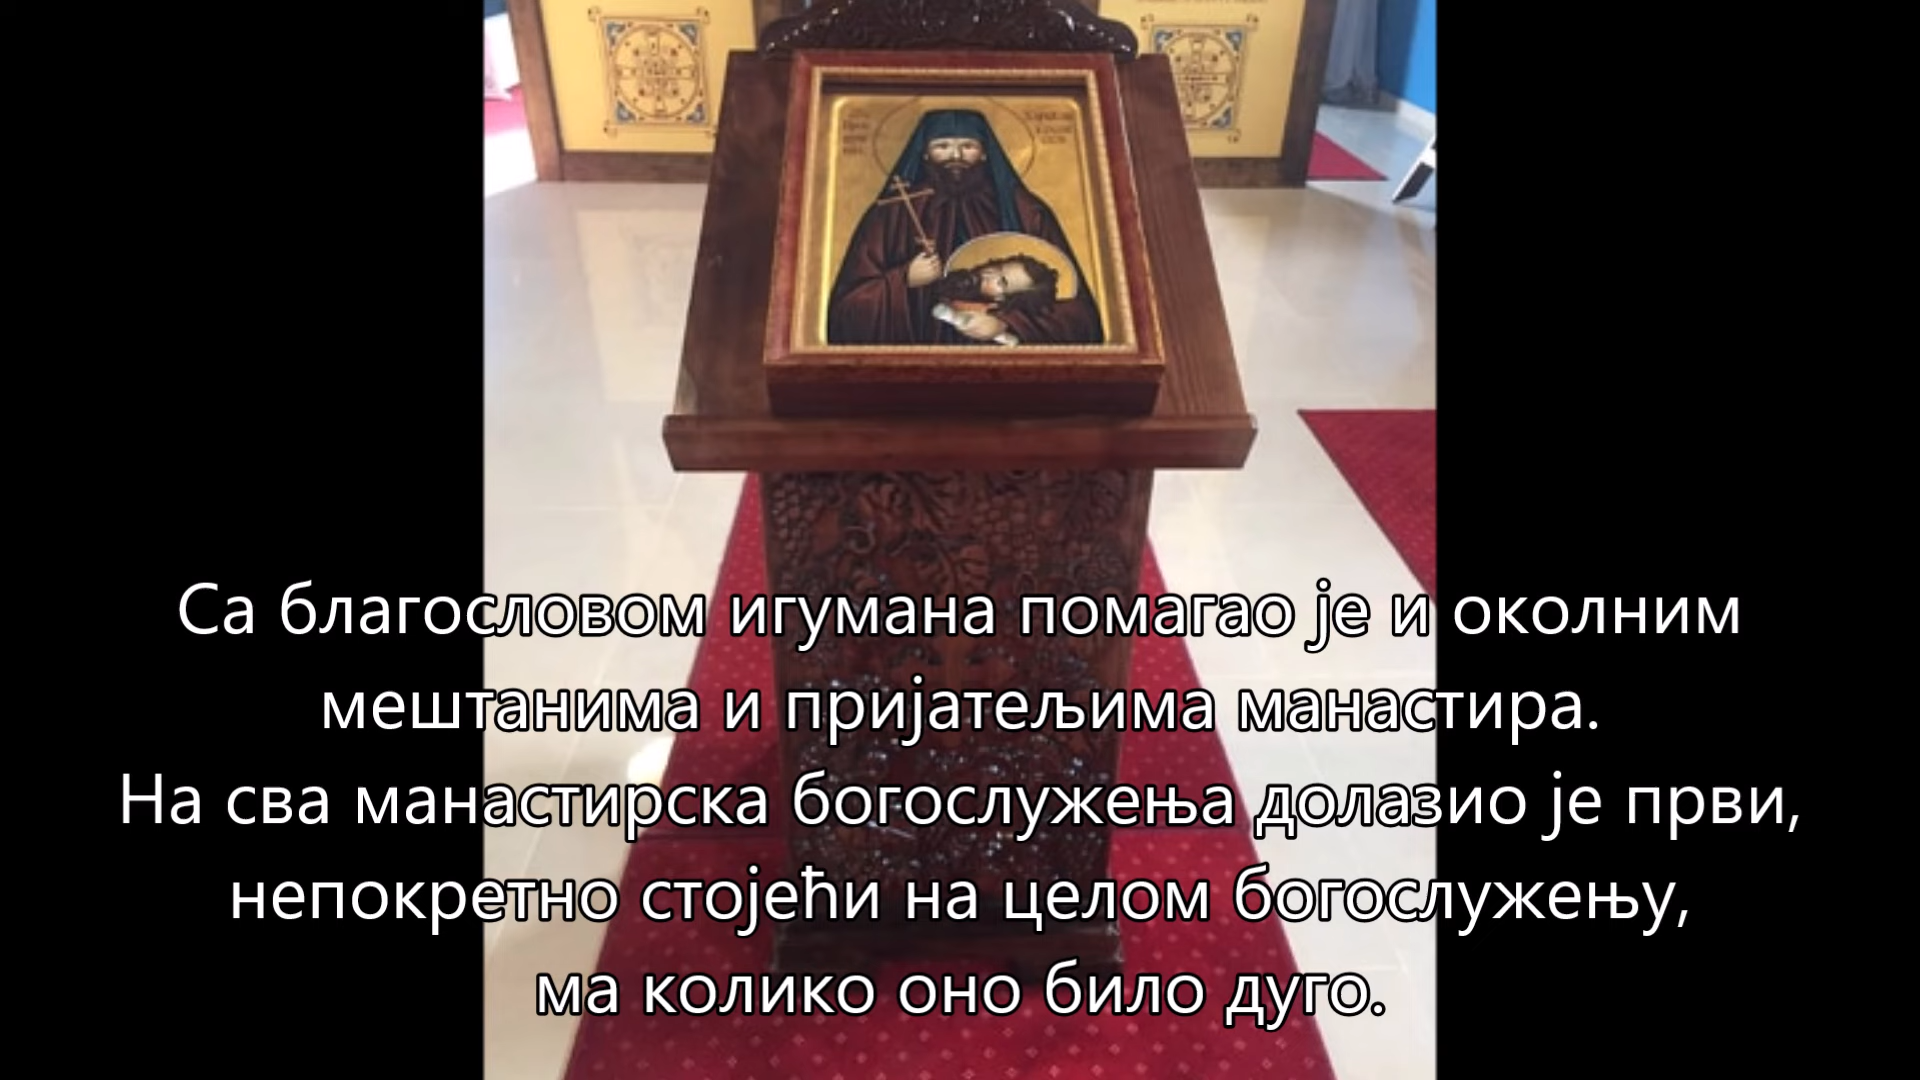 Са благословом игумана помагао је и околним
мештанима и пријатељима манастира.
На сва манастирска богослужења долазио је први,
непокретно стојећи на целом богослужењу,
ма колико оно било дуго.